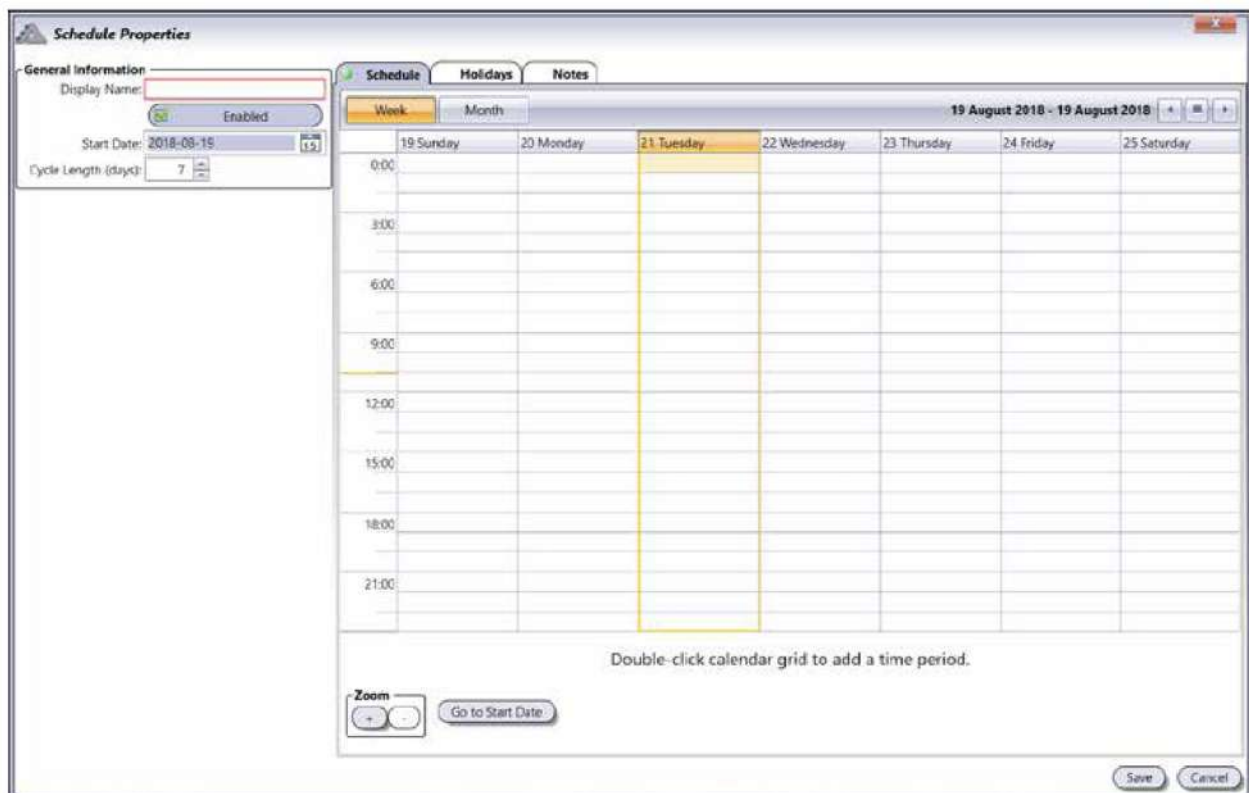 Schedule Properties
General Information
Display Name:
Enabled
Start Date: 2018-08-19
15
Cycle Length (days): 7
Schedule Holidays Notes
Week Month 19 August 2018 - 19 August 2018
19 Sunday 20 Monday 21 Tuesday 22 Wednesday 23 Thursday 24 Friday 25 Saturday
0:00
3:00
6:00
9:00
12:00
15:00
18:00
21:00
Double-click calendar grid to add a time period.
Zoom
+ - Go to Start Date
Save Cancel